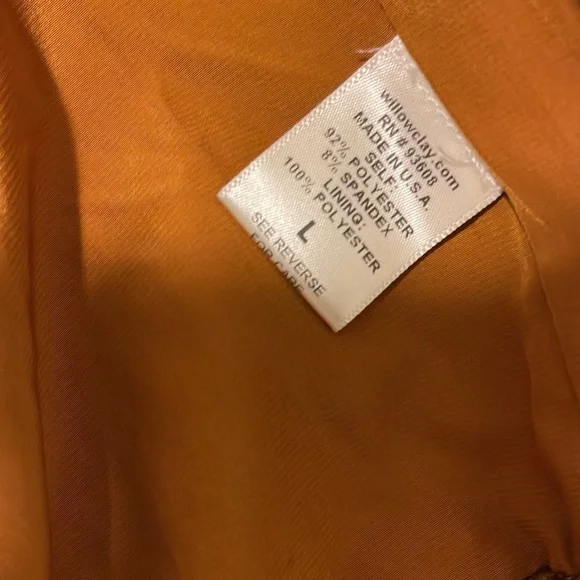 willowclay.com
RN # 93608
MADE IN U.S.A.
SELF:
92% POLYESTER
8% SPANDEX
LINING:
100% POLYESTER
L
SEE REVERSE
FOR CARE